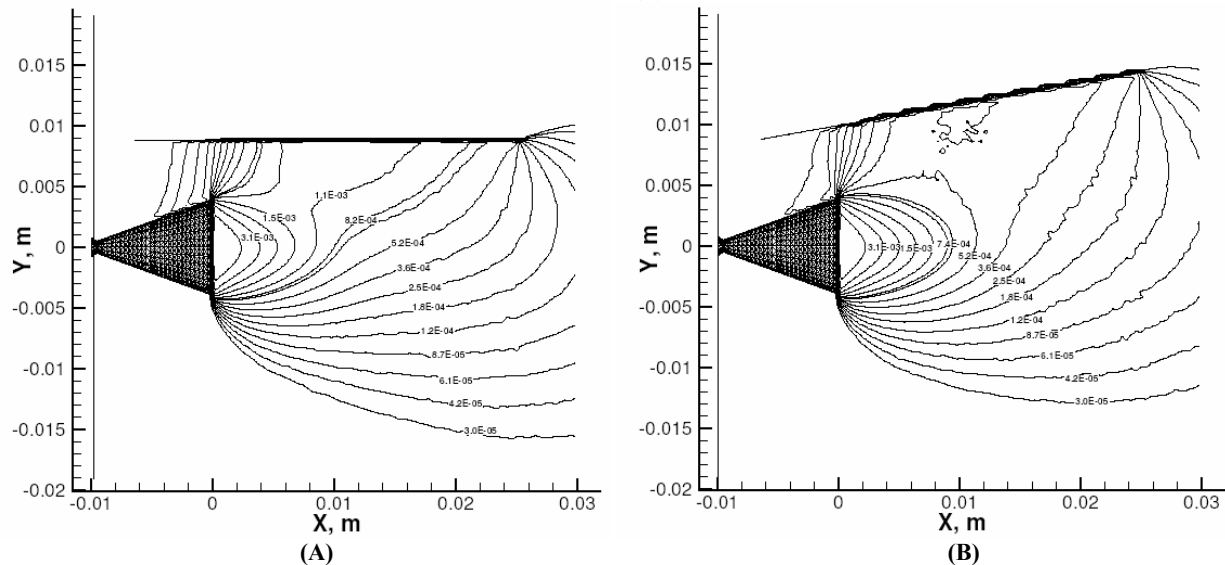 0.015
0.01
0.005
0
-0.005
-0.01
-0.015
-0.02
Y, m
-0.01
0
0.01
0.02
0.03
X, m
1.1E-03
1.5E-03
8.2E-04
3.1E-03
5.2E-04
3.6E-04
2.5E-04
1.8E-04
1.2E-04
8.7E-05
6.1E-05
4.2E-05
3.0E-05
(A)
0.015
0.01
0.005
0
-0.005
-0.01
-0.015
-0.02
Y, m
-0.01
0
0.01
0.02
0.03
X, m
3.1E-03
1.5E-03
7.4E-04
5.2E-04
3.6E-04
2.5E-04
1.8E-04
1.2E-04
8.7E-05
6.1E-05
4.2E-05
3.0E-05
(B)